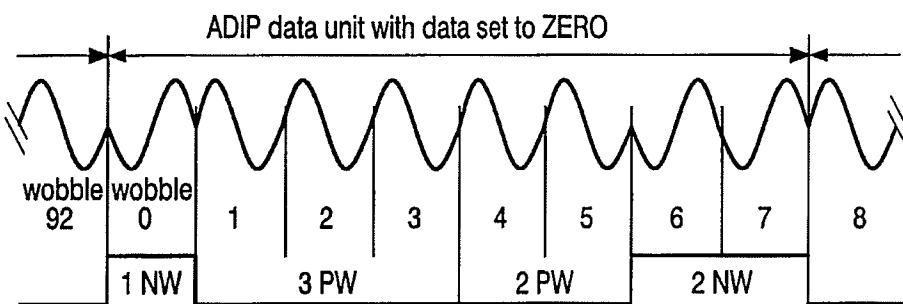 ADIP data unit with data set to ZERO
wobble wobble
92 0 1 2 3 4 5 6 7 8
1 NW 3 PW 2 PW 2 NW